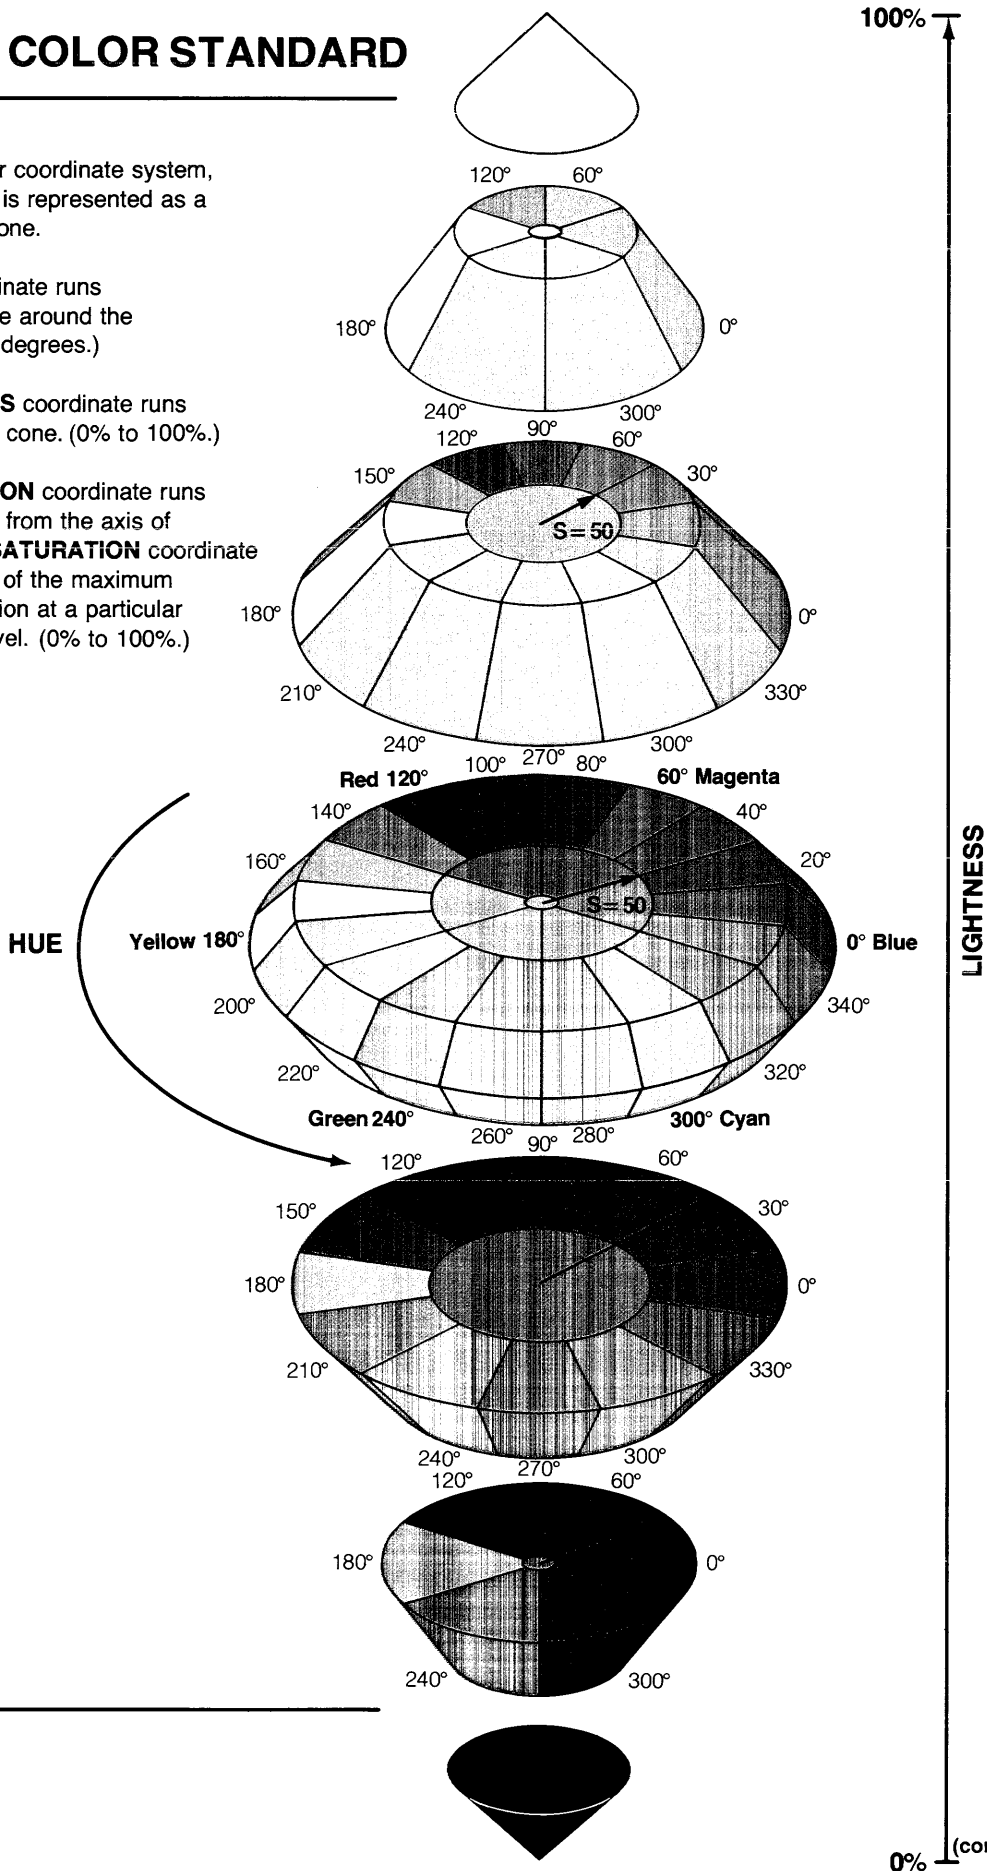 COLOR STANDARD
r coordinate system,
is represented as a
one.
inate runs
e around the
degrees.)
S coordinate runs
cone. (0% to 100%.)
ON coordinate runs
from the axis of
SATURATION coordinate
of the maximum
ion at a particular
vel. (0% to 100%.)
100%
LIGHTNESS
0%
(cor
HUE
120° 60°
180° 0°
240° 300°
120° 90° 60°
150° 30°
S=50
180° 0°
210° 330°
240° 270° 300°
100° 80°
Red 120° 60° Magenta
140° 40°
160° 20°
S=50
Yellow 180° 0° Blue
200° 340°
220° 320°
Green 240° 300° Cyan
260° 280°
120° 90° 60°
150° 30°
180° 0°
210° 330°
240° 270° 300°
120° 60°
180° 0°
240° 300°